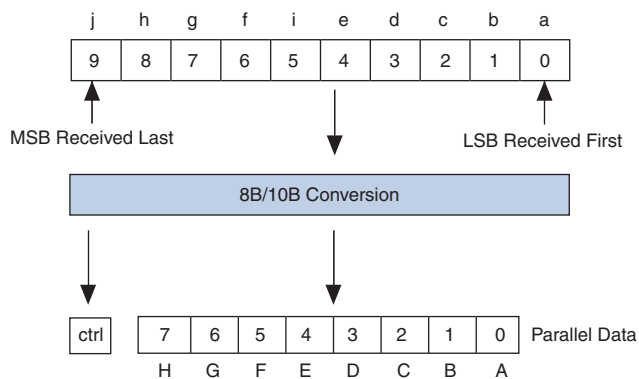 j h g f i e d c b a
9 8 7 6 5 4 3 2 1 0
MSB Received Last LSB Received First
8B/10B Conversion
ctrl 7 6 5 4 3 2 1 0 Parallel Data
H G F E D C B A